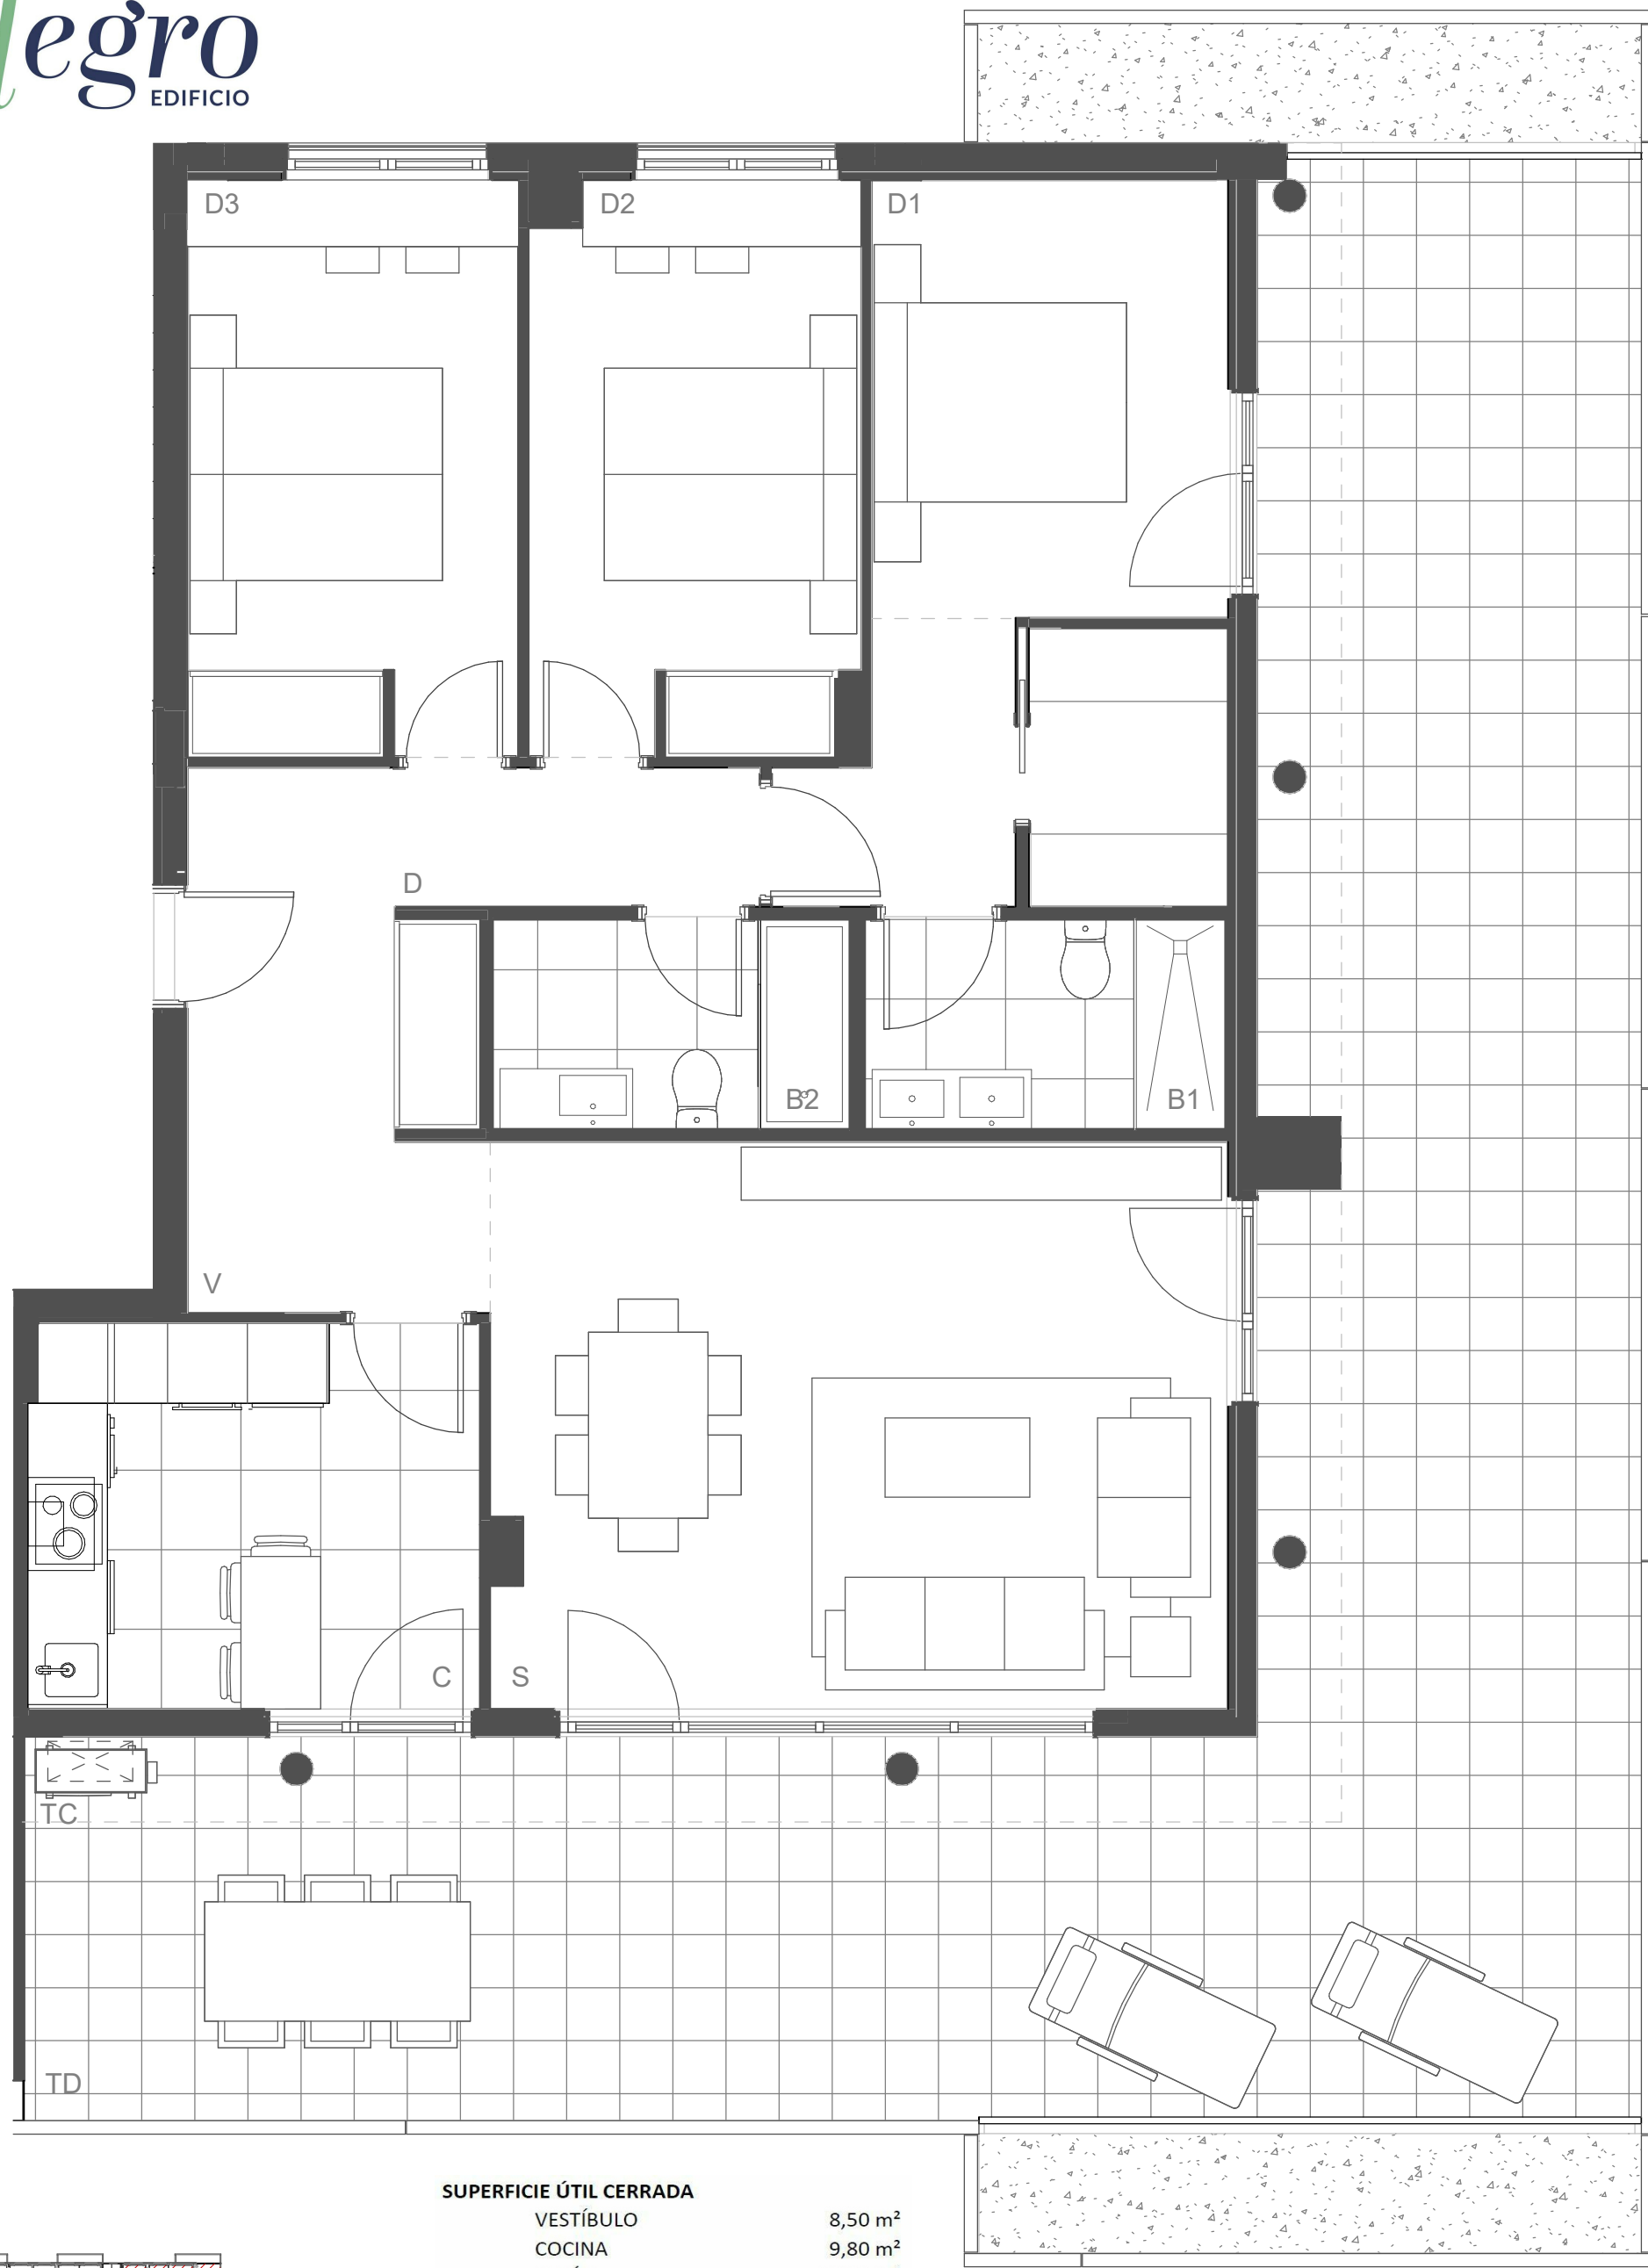 legro
EDIFICIO
D3
D2
D1
D
B2
B1
V
C
S
TC
TD
SUPERFICIE ÚTIL CERRADA
VESTÍBULO 8,50 m²
COCINA 9,80 m²